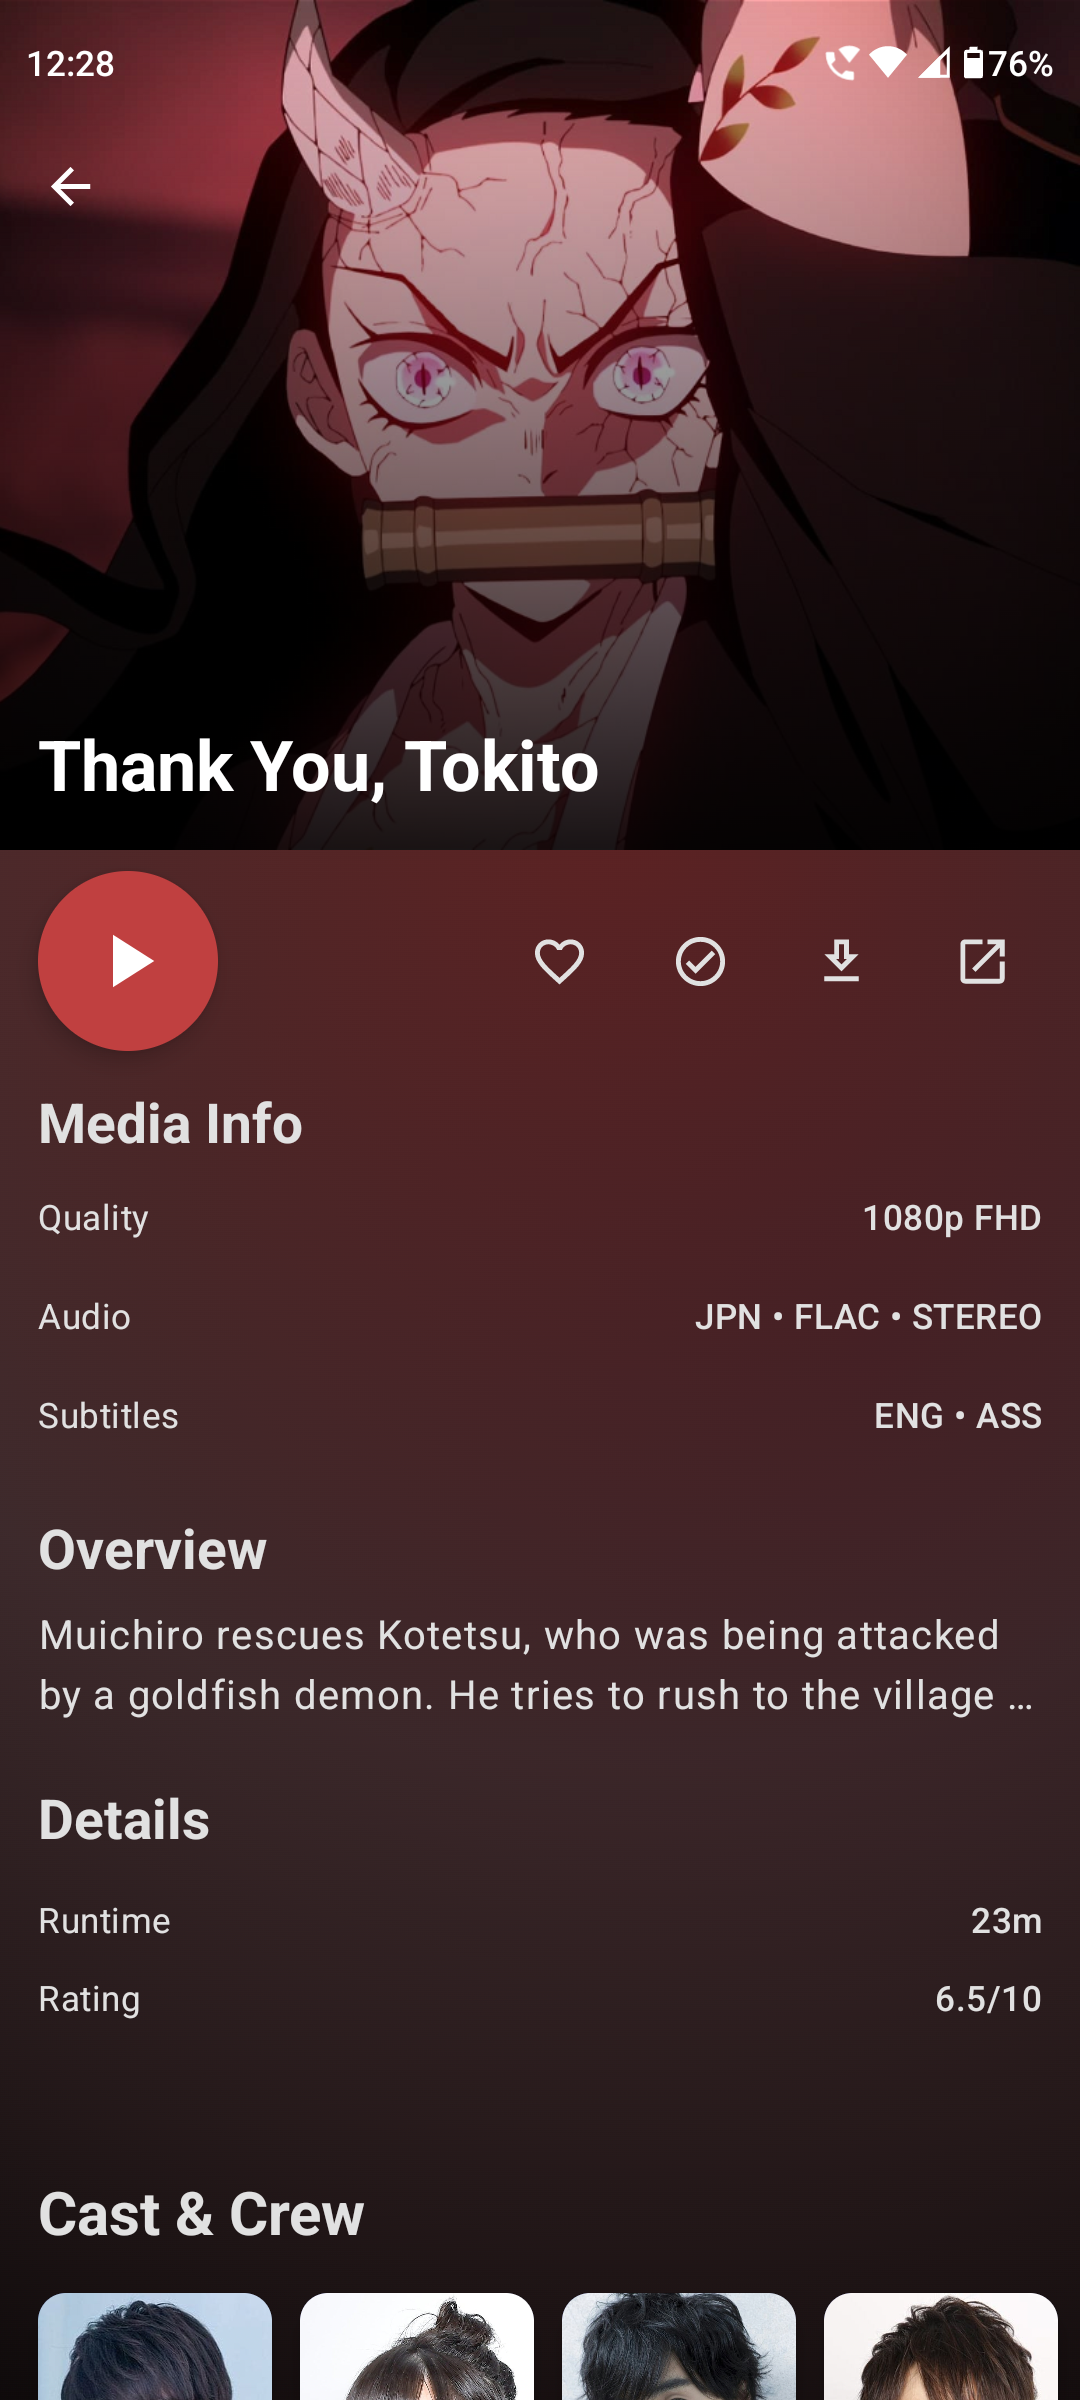 12:28
76%
Thank You, Tokito
Media Info
Quality 1080p FHD
Audio JPN • FLAC • STEREO
Subtitles ENG • ASS
Overview
Muichiro rescues Kotetsu, who was being attacked
by a goldfish demon. He tries to rush to the village ...
Details
Runtime 23m
Rating 6.5/10
Cast & Crew